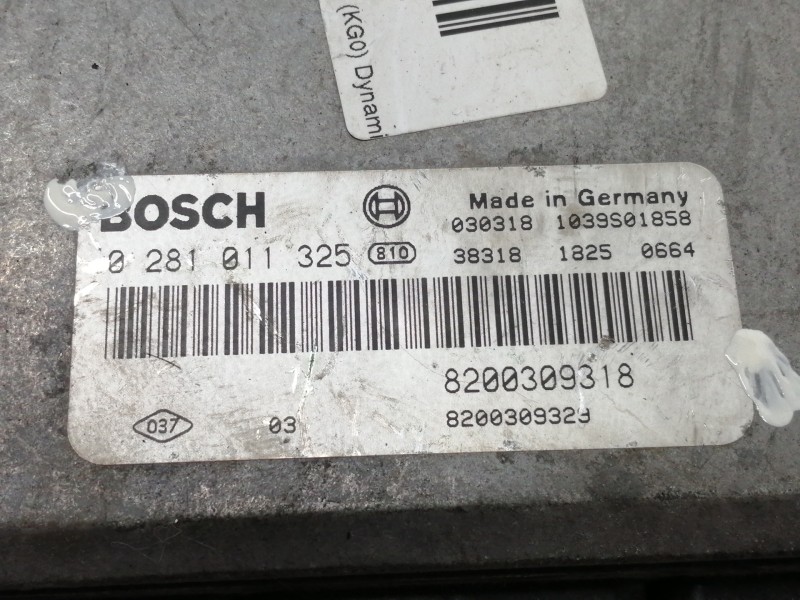 (KG0) Dynami
BOSCH
Made in Germany
030318 1039S01858
0 281 011 325 810
38318 1825 0664
8200309318
037 03
8200309329